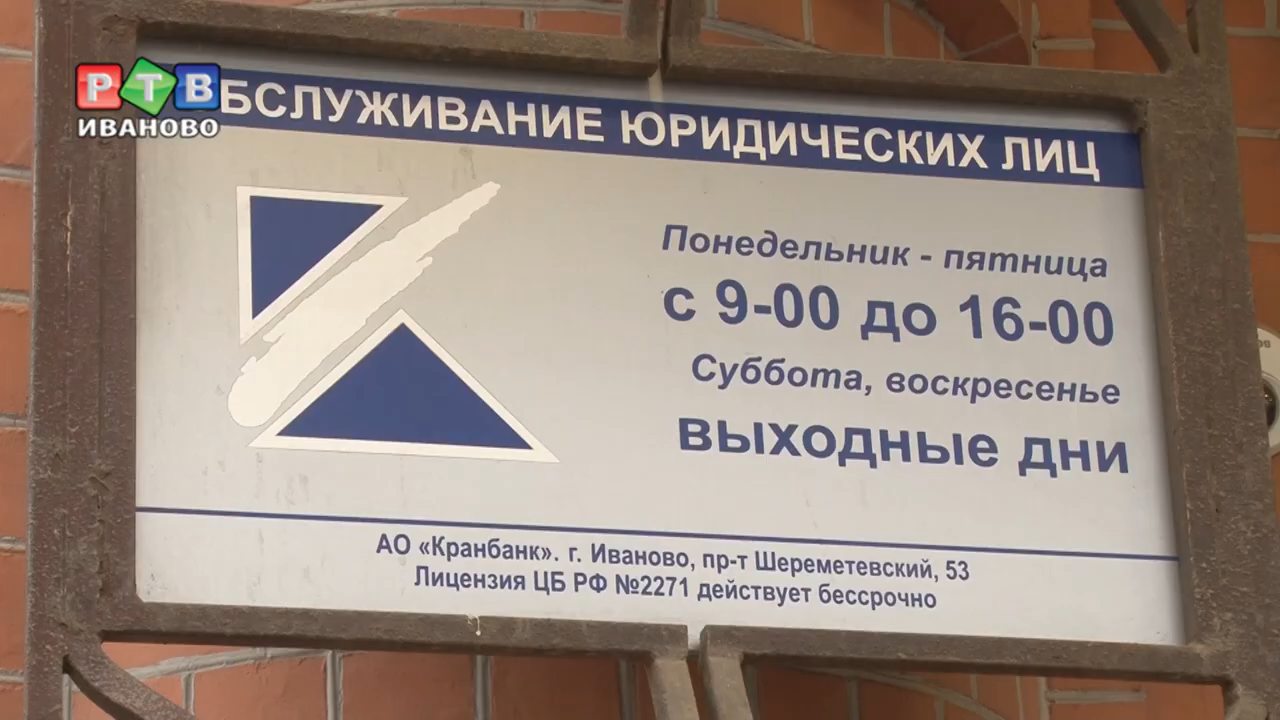 РТВ
ИВАНОВО
БСЛУЖИВАНИЕ ЮРИДИЧЕСКИХ ЛИЦ
Понедельник - пятница
с 9-00 до 16-00
Суббота, воскресенье
выходные дни
АО «Кранбанк». г. Иваново, пр-т Шереметевский, 53
Лицензия ЦБ РФ №2271 действует бессрочно